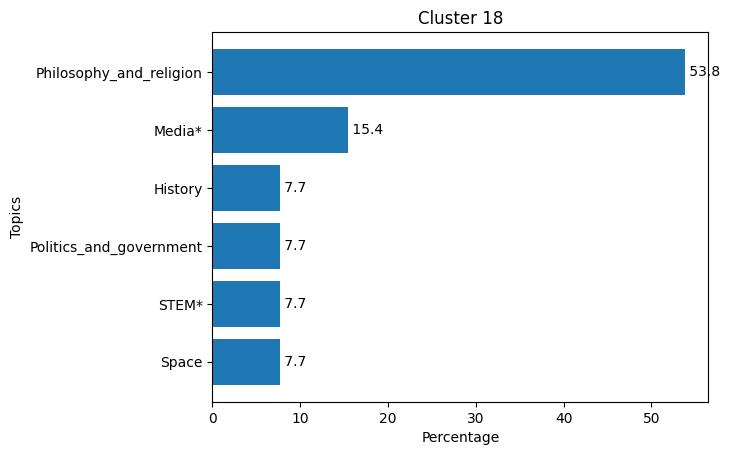 Cluster 18
Topics
Philosophy_and_religion 53.8
Media* 15.4
History 7.7
Politics_and_government 7.7
STEM* 7.7
Space 7.7
0 10 20 30 40 50
Percentage